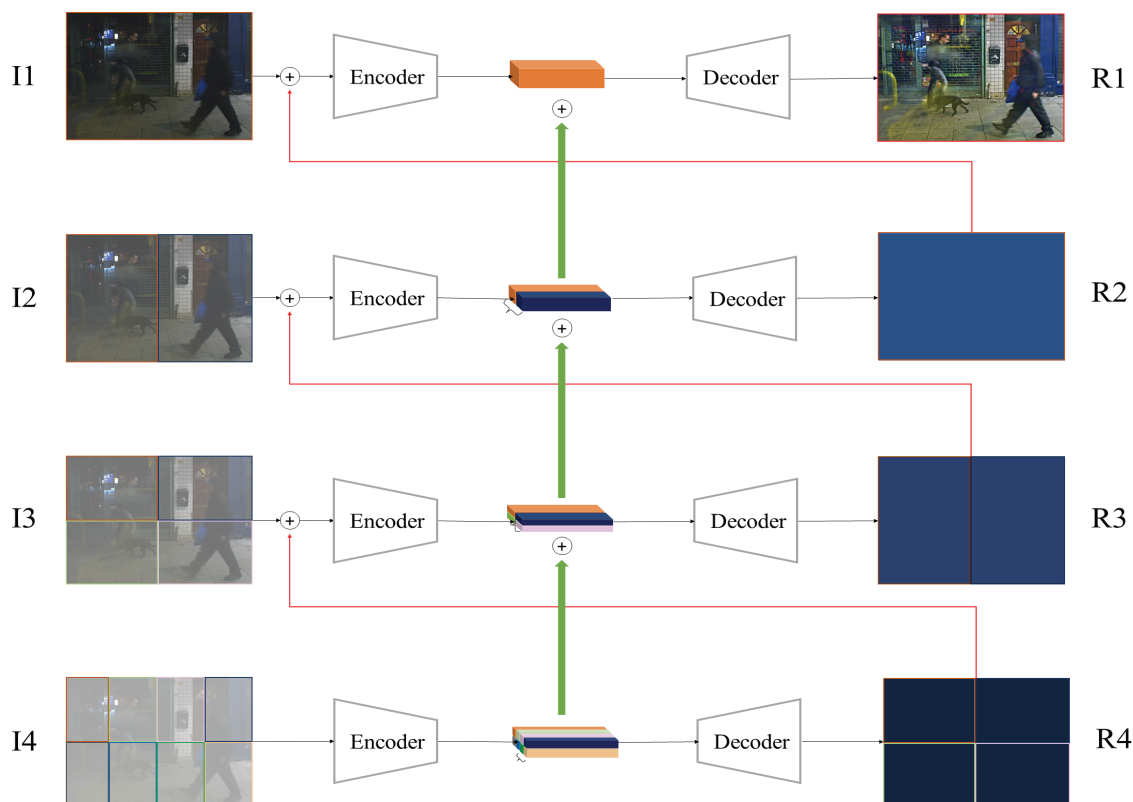 I1
Encoder
Decoder
R1
I2
Encoder
Decoder
R2
I3
Encoder
Decoder
R3
I4
Encoder
Decoder
R4